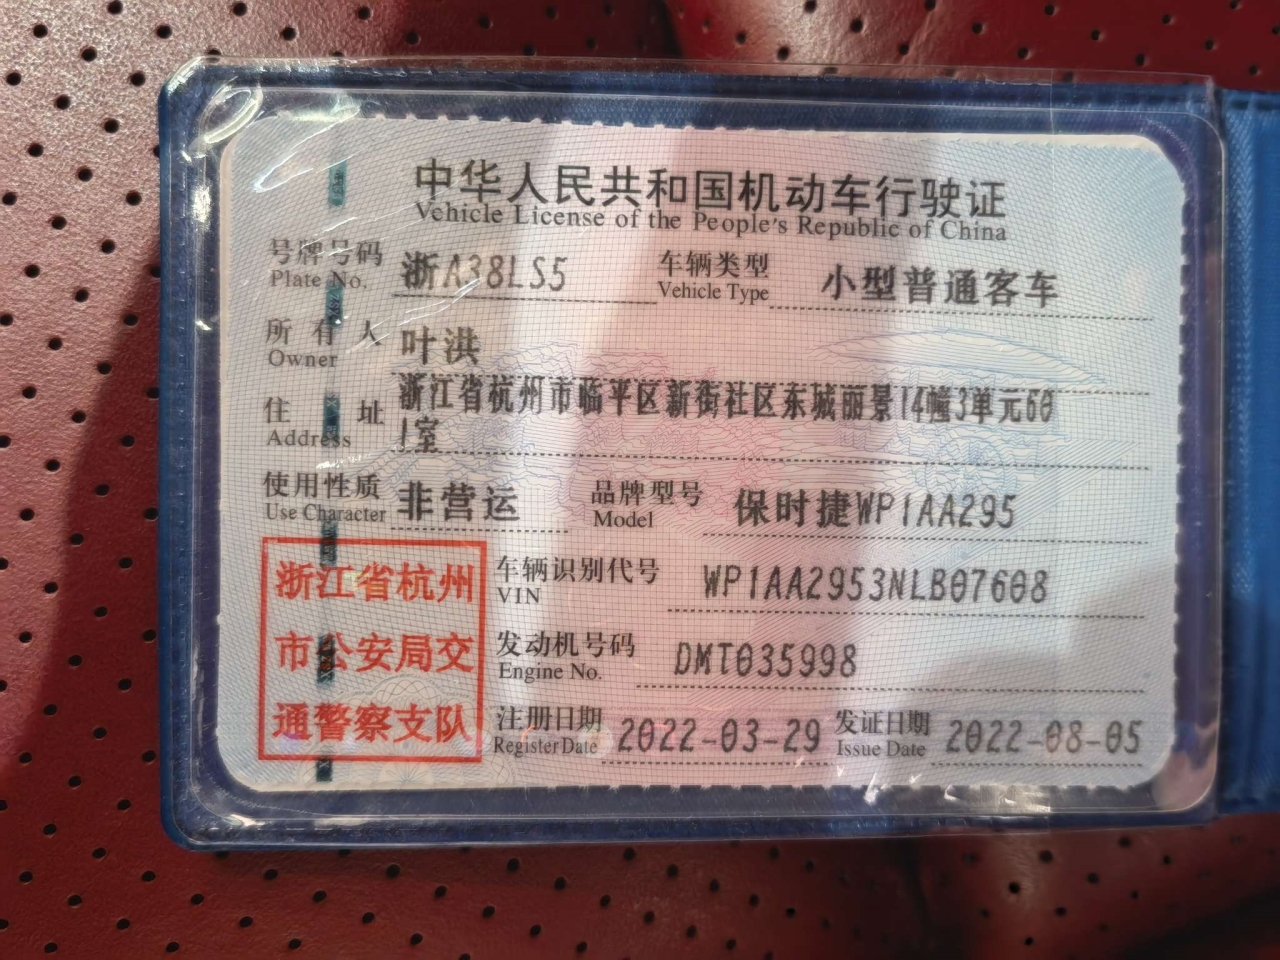 中华人民共和国机动车行驶证
Vehicle License of the People's Republic of China
号牌号码 浙A38LS5 车辆类型 小型普通客车
Plate No. Vehicle Type
所有人 叶洪
Owner
住址 浙江省杭州市临平区新街社区东城丽景14幢3单元60
Address 1室
使用性质 非营运 品牌型号 保时捷WP1AA295
Use Character Model
浙江省杭州
市公安局交
通警察支队
车辆识别代号 WP1AA2953NLB07608
VIN
发动机号码 DMT035998
Engine No.
注册日期 2022-03-29 发证日期 2022-08-05
Register Date Issue Date